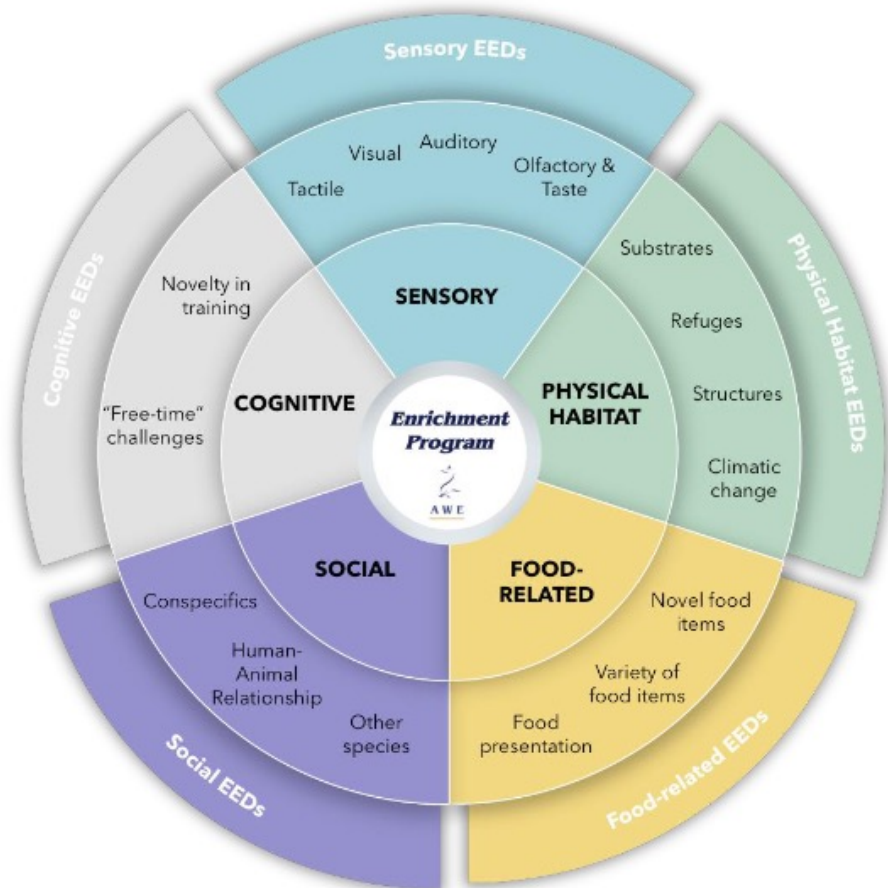 Sensory EEDs
Tactile
Visual
Auditory
Olfactory &
Taste
SENSORY
Physical Habitat EEDs
Substrates
Refuges
Structures
Climatic
change
PHYSICAL
HABITAT
Food-related EEDs
Novel food
items
Variety of
food items
Food
presentation
FOOD-
RELATED
Social EEDs
Conspecifics
Human-
Animal
Relationship
Other
species
SOCIAL
Cognitive EEDs
Novelty in
training
“Free-time”
challenges
COGNITIVE
Enrichment
Program
AWE